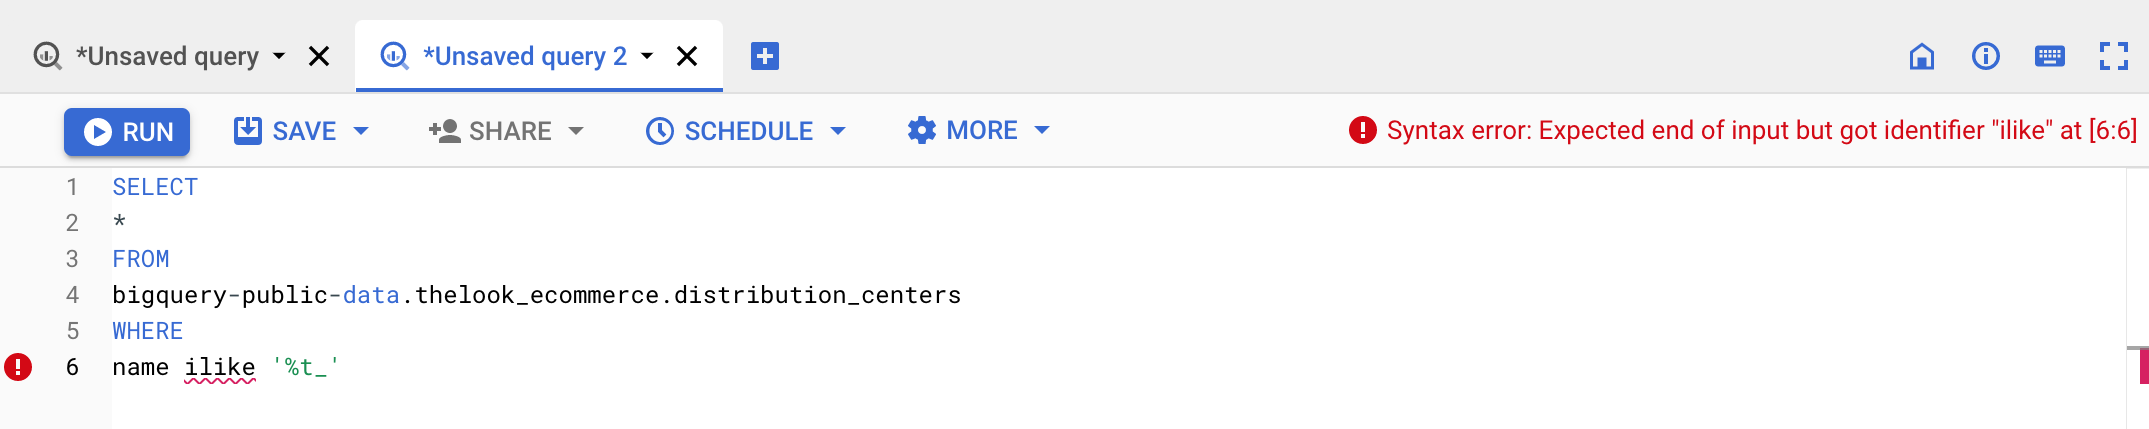 *Unsaved query *Unsaved query 2
RUN SAVE SHARE SCHEDULE MORE Syntax error: Expected end of input but got identifier "ilike" at [6:6]
1 SELECT
2 *
3 FROM
4 bigquery-public-data.thelook_ecommerce.distribution_centers
5 WHERE
6 name ilike '%t_'